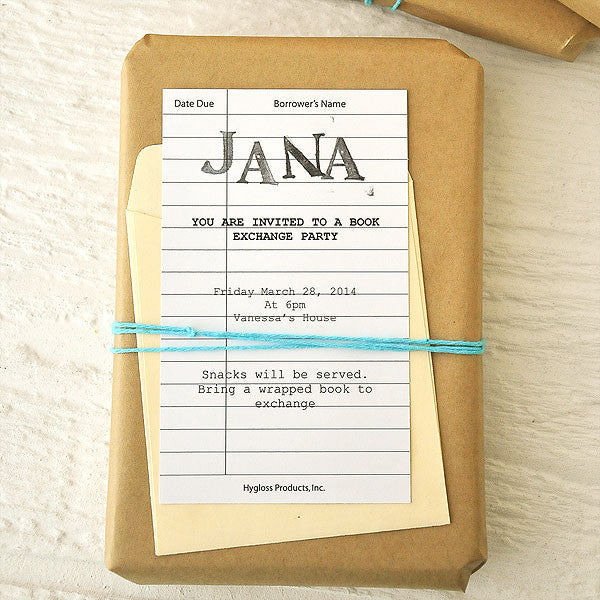 Date Due Borrower's Name
JANA
YOU ARE INVITED TO A BOOK
EXCHANGE PARTY
Friday March 28, 2014
At 6pm
Vanessa's House
Snacks will be served.
Bring a wrapped book to
exchange
Hygloss Products, Inc.